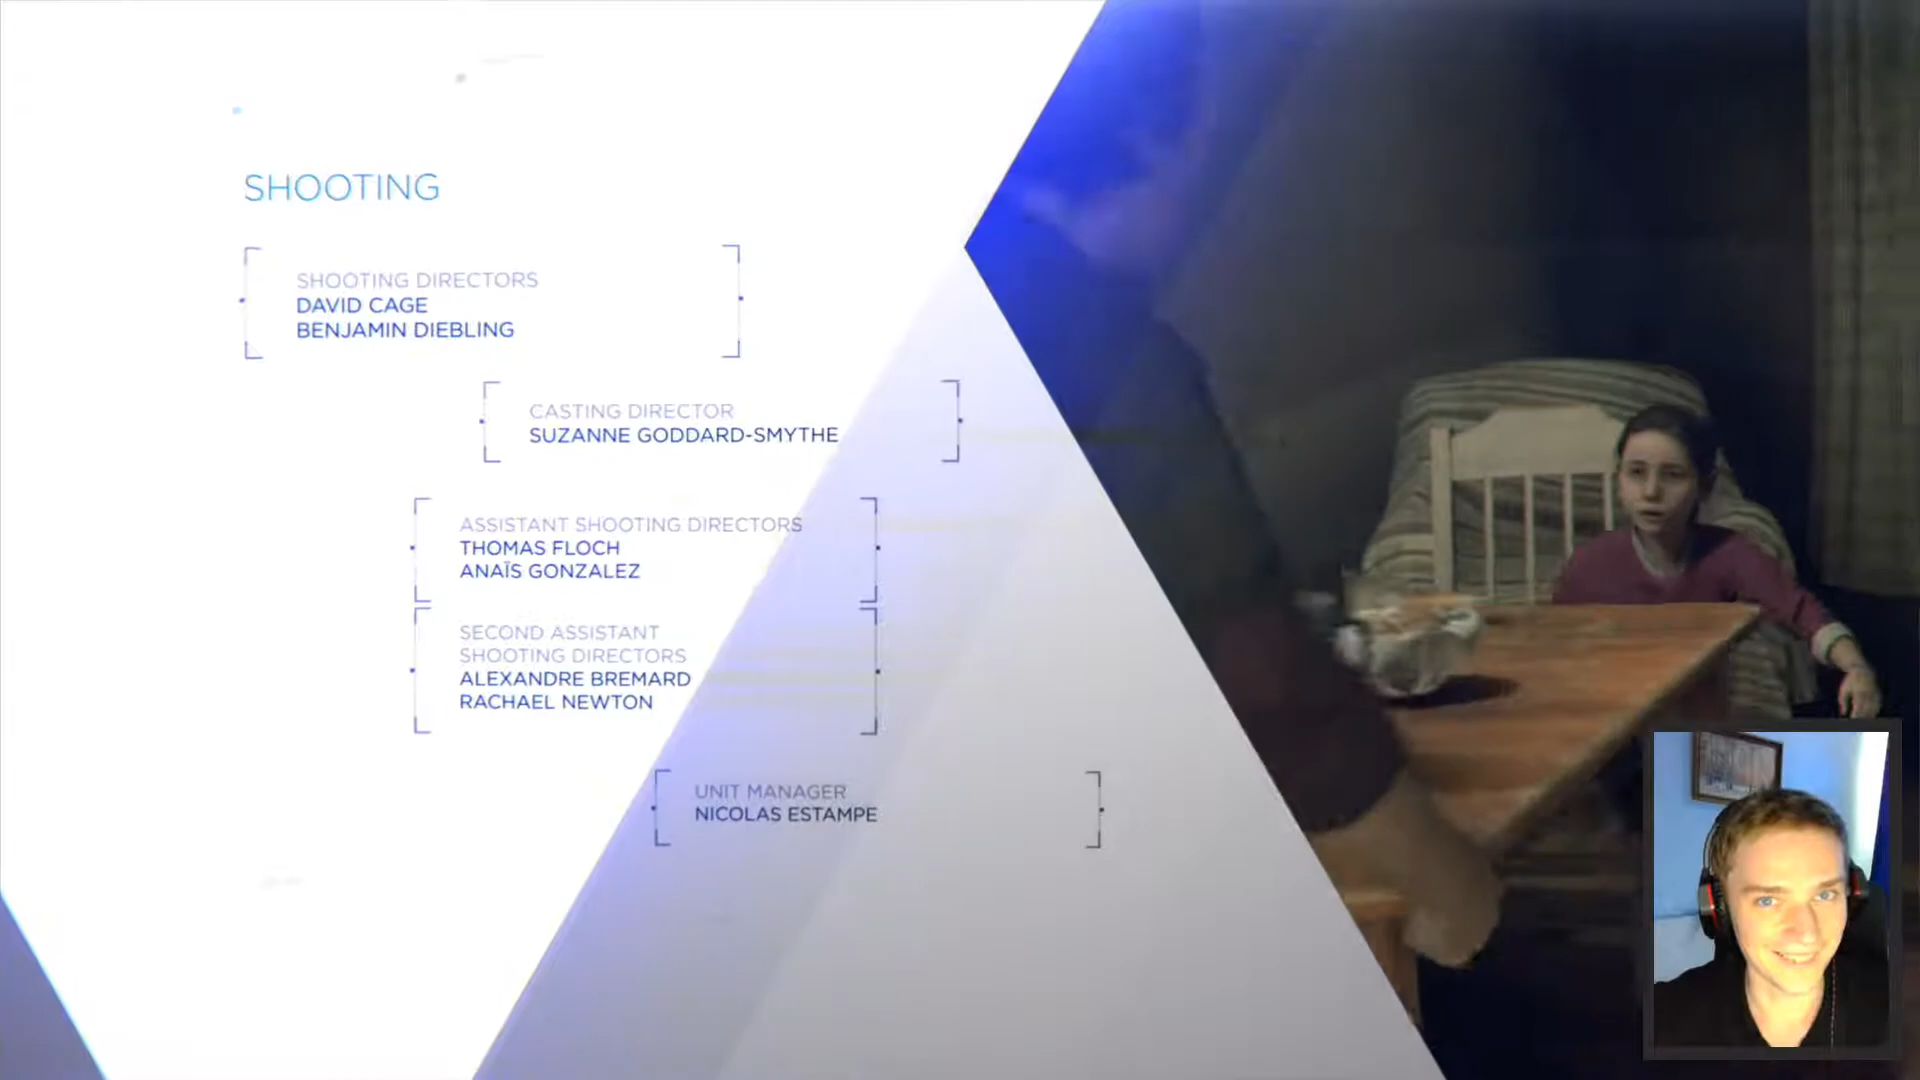 SHOOTING
SHOOTING DIRECTORS
DAVID CAGE
BENJAMIN DIEBLING
CASTING DIRECTOR
SUZANNE GODDARD-SMYTHE
ASSISTANT SHOOTING DIRECTORS
THOMAS FLOCH
ANAÏS GONZALEZ
SECOND ASSISTANT
SHOOTING DIRECTORS
ALEXANDRE BREMARD
RACHAEL NEWTON
UNIT MANAGER
NICOLAS ESTAMPE